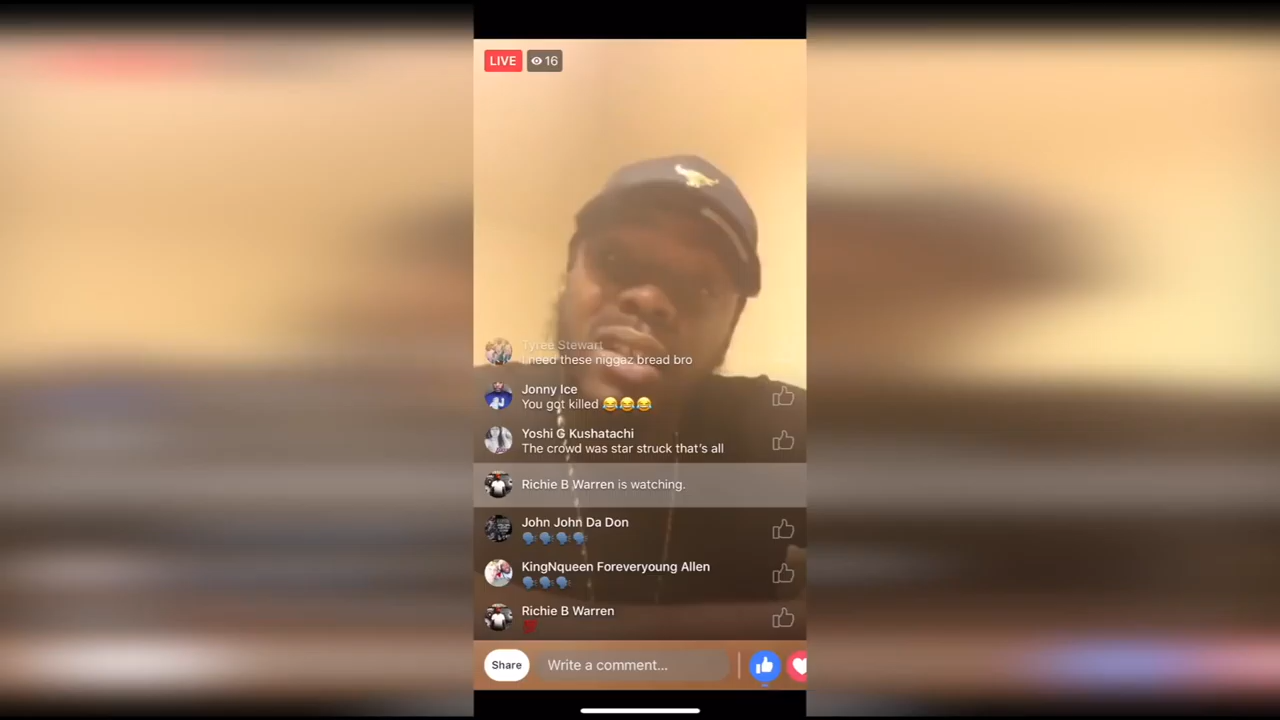 LIVE 16
Tyree Stewart
I need these niggaz bread bro
Jonny Ice
You got killed 😂😂😂
Yoshi G Kushatachi
The crowd was star struck that's all
Richie B Warren is watching.
John John Da Don
🗣️🗣️🗣️🗣️
KingNqueen Foreveryoung Allen
🗣️🗣️🗣️
Richie B Warren
💯
Share Write a comment...